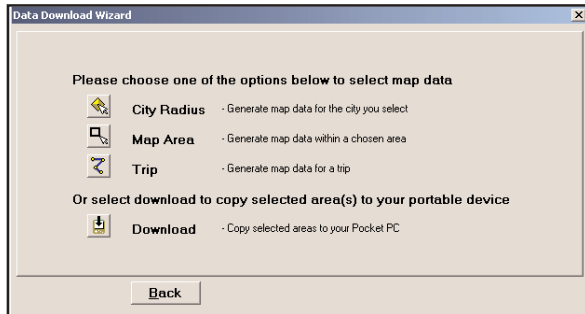 Data Download Wizard
Please choose one of the options below to select map data
City Radius - Generate map data for the city you select
Map Area - Generate map data within a chosen area
Trip - Generate map data for a trip
Or select download to copy selected area(s) to your portable device
Download - Copy selected areas to your Pocket PC
Back